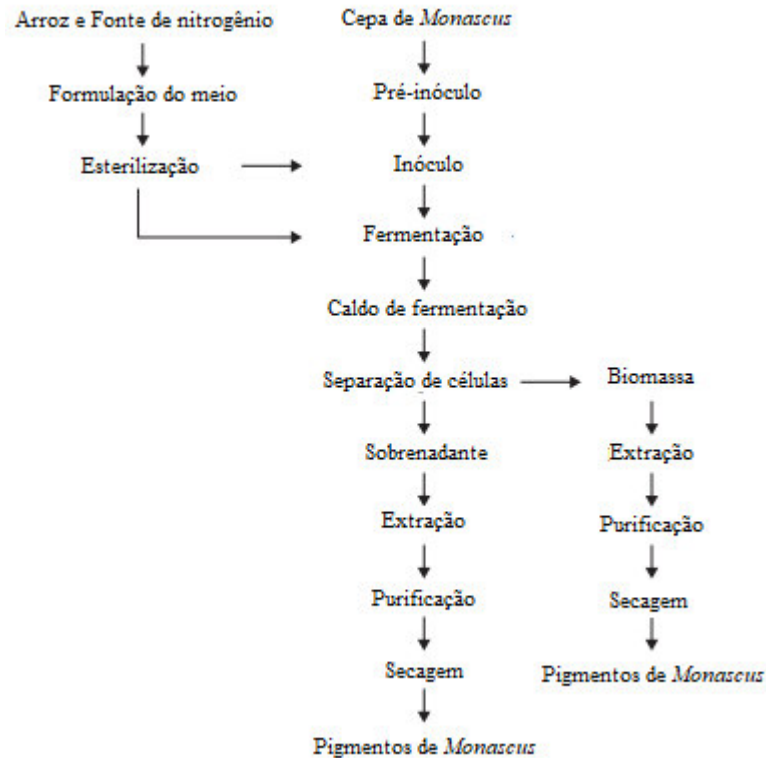 Arroz e Fonte de nitrogênio
Cepa de Monascus
Formulação do meio
Pré-inóculo
Esterilização
Inóculo
Fermentação
Caldo de fermentação
Separação de células
Biomassa
Sobrenadante
Extração
Extração
Purificação
Purificação
Secagem
Secagem
Pigmentos de Monascus
Pigmentos de Monascus